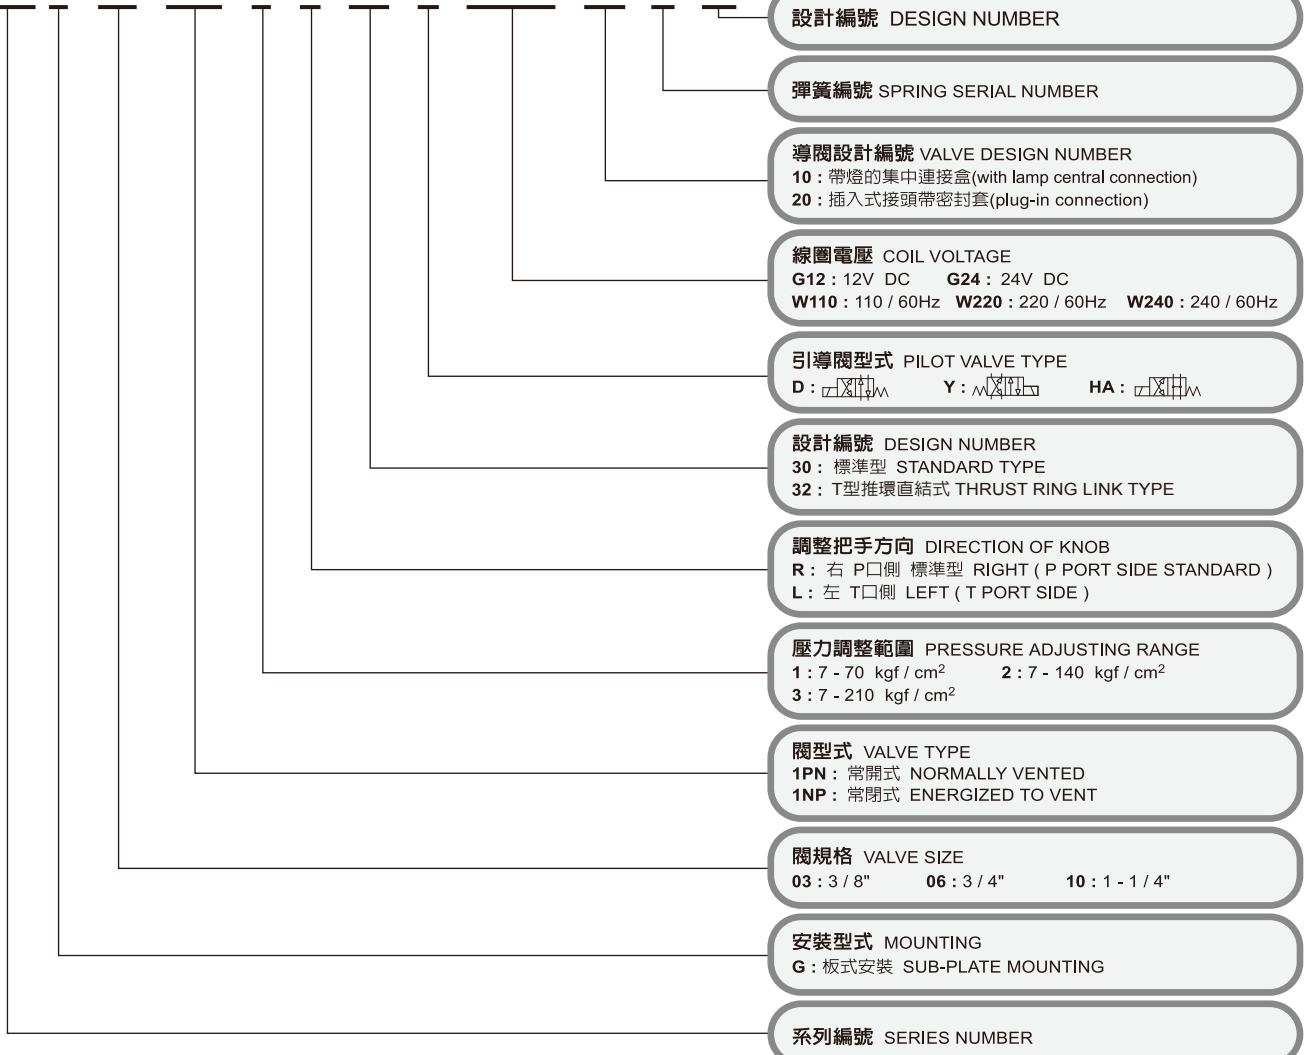 設計編號 DESIGN NUMBER
彈簧編號 SPRING SERIAL NUMBER
導閥設計編號 VALVE DESIGN NUMBER
10 : 帶燈的集中連接盒(with lamp central connection)
20 : 插入式接頭帶密封套(plug-in connection)
線圈電壓 COIL VOLTAGE
G12 : 12V DC G24 : 24V DC
W110 : 110 / 60Hz W220 : 220 / 60Hz W240 : 240 / 60Hz
引導閥型式 PILOT VALVE TYPE
D : Y : HA :
設計編號 DESIGN NUMBER
30 : 標準型 STANDARD TYPE
32 : T型推環直結式 THRUST RING LINK TYPE
調整把手方向 DIRECTION OF KNOB
R : 右 P口側 標準型 RIGHT ( P PORT SIDE STANDARD )
L : 左 T口側 LEFT ( T PORT SIDE )
壓力調整範圍 PRESSURE ADJUSTING RANGE
1 : 7 - 70 kgf / cm² 2 : 7 - 140 kgf / cm²
3 : 7 - 210 kgf / cm²
閥型式 VALVE TYPE
1PN : 常開式 NORMALLY VENTED
1NP : 常閉式 ENERGIZED TO VENT
閥規格 VALVE SIZE
03 : 3 / 8" 06 : 3 / 4" 10 : 1 - 1 / 4"
安裝型式 MOUNTING
G : 板式安裝 SUB-PLATE MOUNTING
系列編號 SERIES NUMBER